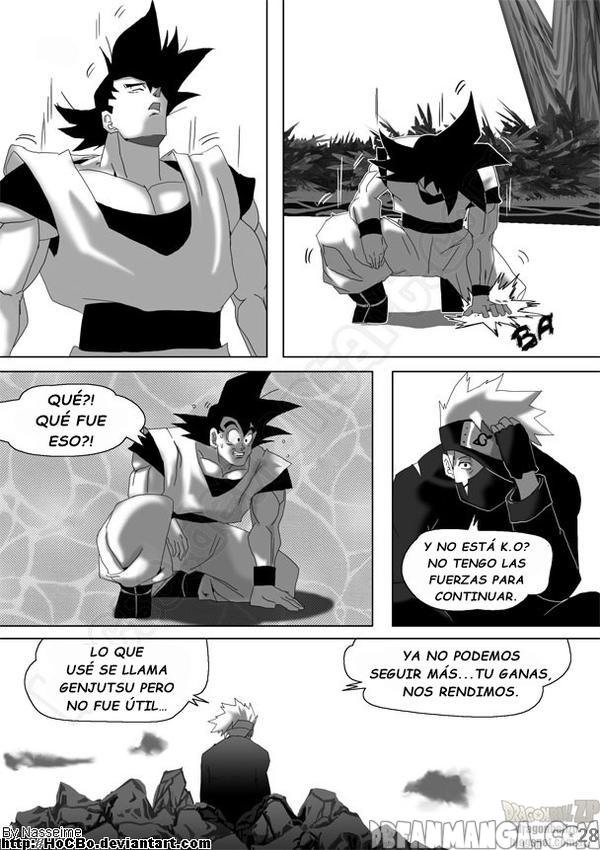 BA
QUÉ?!
QUÉ FUE
ESO?!
Y NO ESTÁ K.O?
NO TENGO LAS
FUERZAS PARA
CONTINUAR.
LO QUE
USÉ SE LLAMA
GENJUTSU PERO
NO FUE ÚTIL...
YA NO PODEMOS
SEGUIR MÁS...TU GANAS,
NOS RENDIMOS.
By Nasseime
http://HOCBo.deviantart.com
DRAGONBALL ZP
DBFANMANGA
28